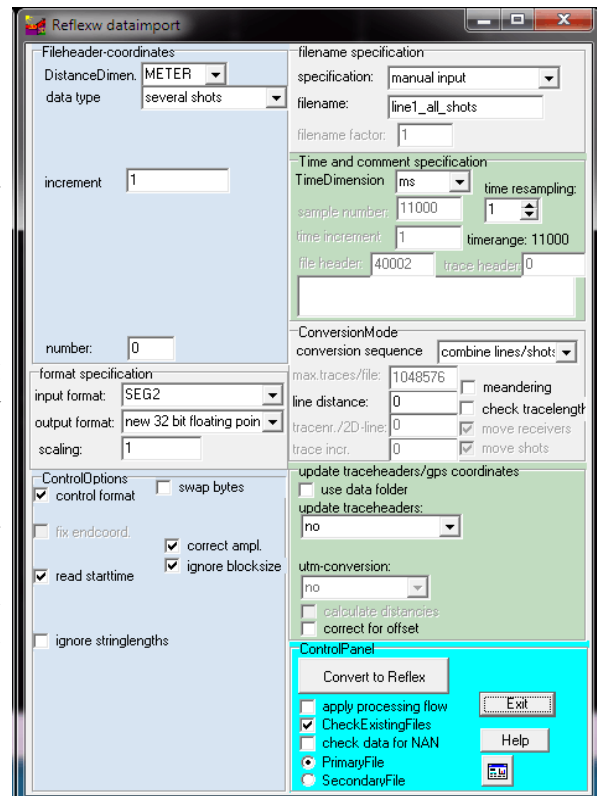 Reflexw dataimport
Fileheader-coordinates
DistanceDimen. METER
data type several shots
increment 1
number: 0
format specification
input format: SEG2
output format: new 32 bit floating poin
scaling: 1
ControlOptions
control format
swap bytes
fix endcoord.
correct ampl.
read starttime
ignore blocksize
ignore stringlengths
filename specification
specification: manual input
filename: line1_all_shots
filename factor: 1
Time and comment specification
TimeDimension ms
time resampling:
sample number: 11000
1
time increment 1
timerange: 11000
file header: 40002
trace header: 0
ConversionMode
conversion sequence combine lines/shots
max.traces/file: 1048576
meandering
line distance: 0
check tracelength
tracenr./2D-line: 0
move receivers
trace incr. 0
move shots
update traceheaders/gps coordinates
use data folder
update traceheaders:
no
utm-conversion:
no
calculate distancies
correct for offset
ControlPanel
Convert to Reflex
apply processing flow
Exit
CheckExistingFiles
check data for NAN
Help
PrimaryFile
SecondaryFile